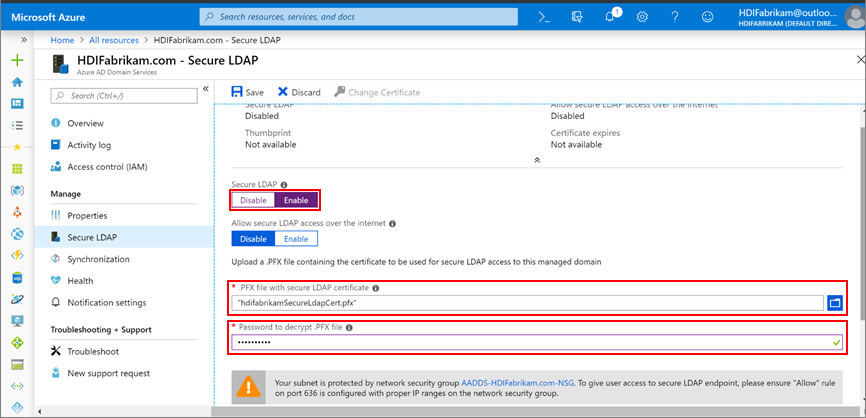 Microsoft Azure
Search resources, services, and docs
1
HDIFabrikam@outloo...
HDIFABRIKAM (DEFAULT DIRE...
Home > All resources > HDIFabrikam.com - Secure LDAP
HDIFabrikam.com - Secure LDAP
Azure AD Domain Services
Search (Ctrl+/)
Overview
Activity log
Access control (IAM)
Manage
Properties
Secure LDAP
Synchronization
Health
Notification settings
Troubleshooting + Support
Troubleshoot
New support request
Save Discard Change Certificate
Secure LDAP
Disabled
Allow secure LDAP access over the internet
Disabled
Thumbprint
Not available
Certificate expires
Not available
Secure LDAP
Disable Enable
Allow secure LDAP access over the internet
Disable Enable
Upload a .PFX file containing the certificate to be used for secure LDAP access to this managed domain
* .PFX file with secure LDAP certificate
"hdifabrikamSecureLdapCert.pfx"
* Password to decrypt .PFX file
••••••••••
Your subnet is protected by network security group AADDS-HDIFabrikam.com-NSG. To give user access to secure LDAP endpoint, please ensure "Allow" rule
on port 636 is configured with proper IP ranges on the network security group.